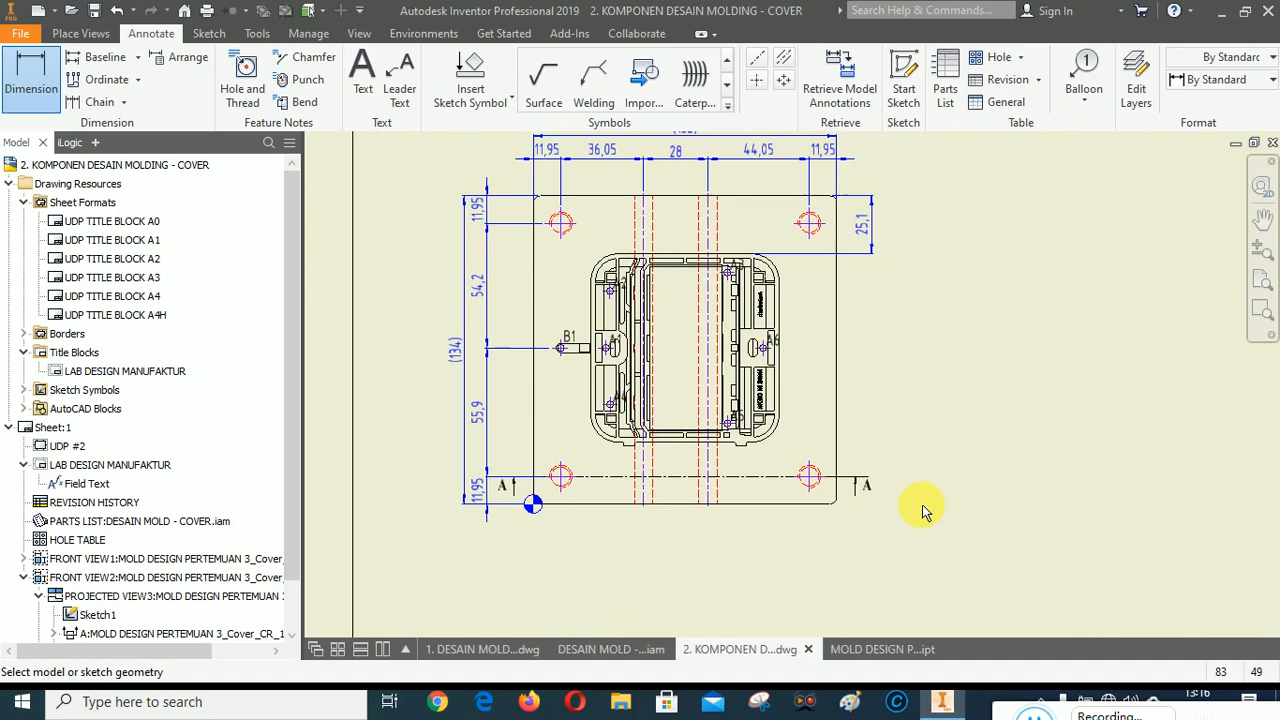 Autodesk Inventor Professional 2019 2. KOMPONEN DESAIN MOLDING - COVER
Search Help & Commands...
Sign In
PRO
File Place Views Annotate Sketch Tools Manage View Environments Get Started Add-Ins Collaborate
Dimension
Baseline
Arrange
Ordinate
Chain
Dimension
Hole and Thread
Chamfer
Punch
Bend
Feature Notes
Text
Leader Text
Text
Insert Sketch Symbol
Surface
Welding
Impor...
Caterp...
Symbols
Retrieve Model Annotations
Retrieve
Start Sketch
Sketch
Parts List
Hole
Revision
General
Table
Balloon
Edit Layers
By Standar
By Standard
Format
Model
iLogic
2. KOMPONEN DESAIN MOLDING - COVER
Drawing Resources
Sheet Formats
UDP TITLE BLOCK A0
UDP TITLE BLOCK A1
UDP TITLE BLOCK A2
UDP TITLE BLOCK A3
UDP TITLE BLOCK A4
UDP TITLE BLOCK A4H
Borders
Title Blocks
LAB DESIGN MANUFAKTUR
Sketch Symbols
AutoCAD Blocks
Sheet:1
UDP #2
LAB DESIGN MANUFAKTUR
Field Text
REVISION HISTORY
PARTS LIST:DESAIN MOLD - COVER.iam
HOLE TABLE
FRONT VIEW1:MOLD DESIGN PERTEMUAN 3_Cover_
FRONT VIEW2:MOLD DESIGN PERTEMUAN 3_Cover_
PROJECTED VIEW3:MOLD DESIGN PERTEMUAN 3
Sketch1
A:MOLD DESIGN PERTEMUAN 3_Cover_CR_1
11,95 36,05 28 44,05 11,95
11,95
25,1
54,2
B1
A6
(134)
55,9
11,95
A A
1. DESAIN MOLD...dwg
DESAIN MOLD -...iam
2. KOMPONEN D...dwg
MOLD DESIGN P...ipt
Select model or sketch geometry
83 49
Type here to search
13:16
Recording...